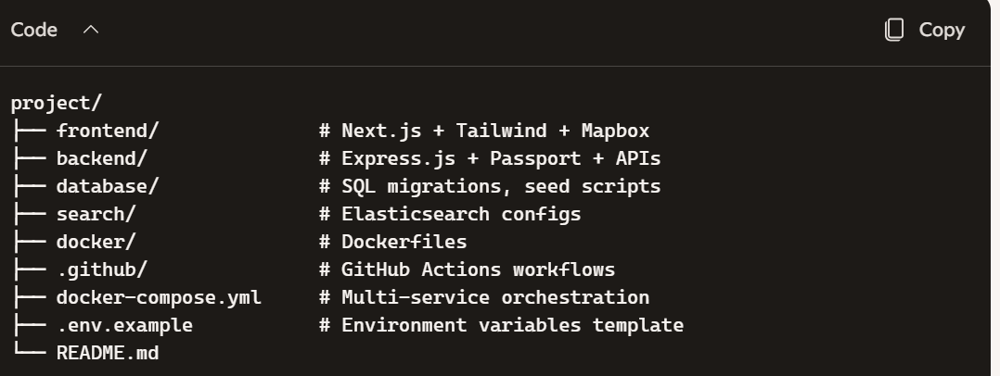 Code Copy
project/
├── frontend/ # Next.js + Tailwind + Mapbox
├── backend/ # Express.js + Passport + APIs
├── database/ # SQL migrations, seed scripts
├── search/ # Elasticsearch configs
├── docker/ # Dockerfiles
├── .github/ # GitHub Actions workflows
├── docker-compose.yml # Multi-service orchestration
├── .env.example # Environment variables template
└── README.md